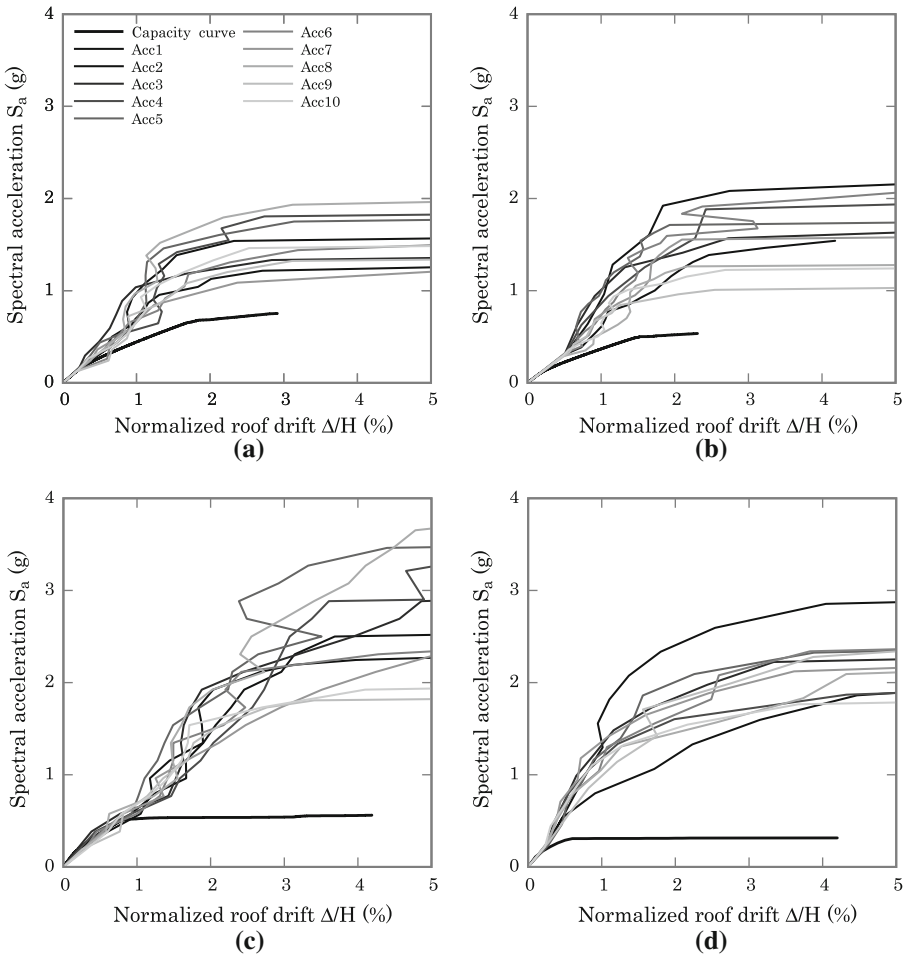 4
3
2
1
0
Spectral acceleration Sa (g)
Capacity curve
Acc1
Acc2
Acc3
Acc4
Acc5
Acc6
Acc7
Acc8
Acc9
Acc10
0 1 2 3 4 5
Normalized roof drift Δ/H (%)
(a)
4
3
2
1
0
Spectral acceleration Sa (g)
0 1 2 3 4 5
Normalized roof drift Δ/H (%)
(b)
4
3
2
1
0
Spectral acceleration Sa (g)
0 1 2 3 4 5
Normalized roof drift Δ/H (%)
(c)
4
3
2
1
0
Spectral acceleration Sa (g)
0 1 2 3 4 5
Normalized roof drift Δ/H (%)
(d)